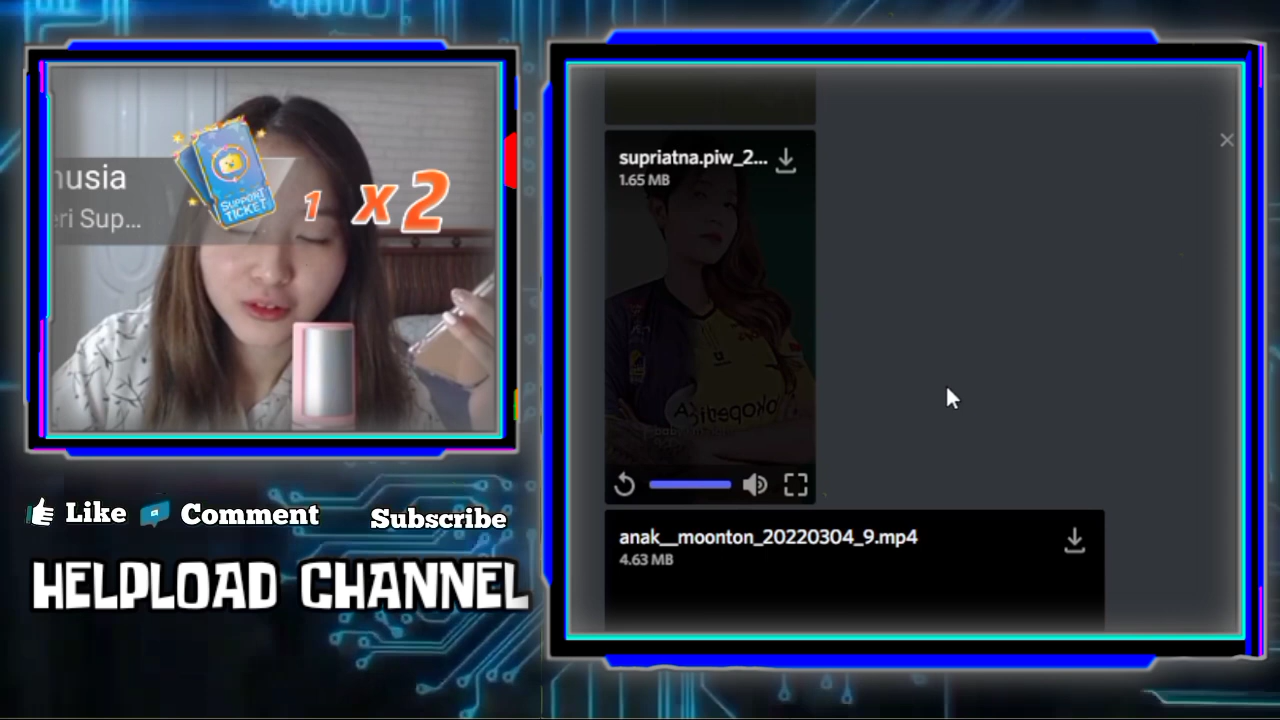 nusia
eri Sup...
SUPPORT
TICKET
1 x 2
Like
Comment
Subscribe
HELPLOAD CHANNEL
supriatna.piw_2...
1.65 MB
anak__moonton_20220304_9.mp4
4.63 MB